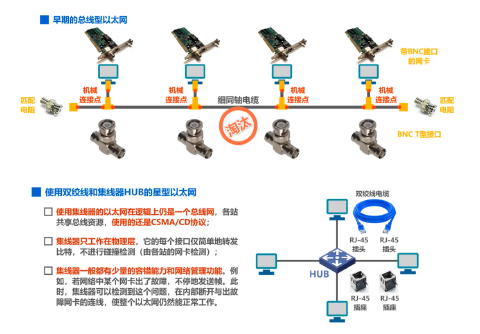 早期的总线型以太网
带BNC接口
的网卡
机械
连接点
机械
连接点
机械
连接点
机械
连接点
匹配
电阻
细同轴电缆
匹配
电阻
淘汰
BNC T型接口
使用双绞线和集线器HUB的星型以太网
使用集线器的以太网在逻辑上仍是一个总线网，各站
共享总线资源，使用的还是CSMA/CD协议；
集线器只工作在物理层，它的每个接口仅简单地转发
比特，不进行碰撞检测（由各站的网卡检测）；
集线器一般都有少量的容错能力和网络管理功能。例
如，若网络中某个网卡出了故障，不停地发送帧。此
时，集线器可以检测到这个问题，在内部断开与出故
障网卡的连线，使整个以太网仍然能正常工作。
双绞线电缆
RJ-45
插头
RJ-45
插头
HUB
RJ-45
插座
RJ-45
插座